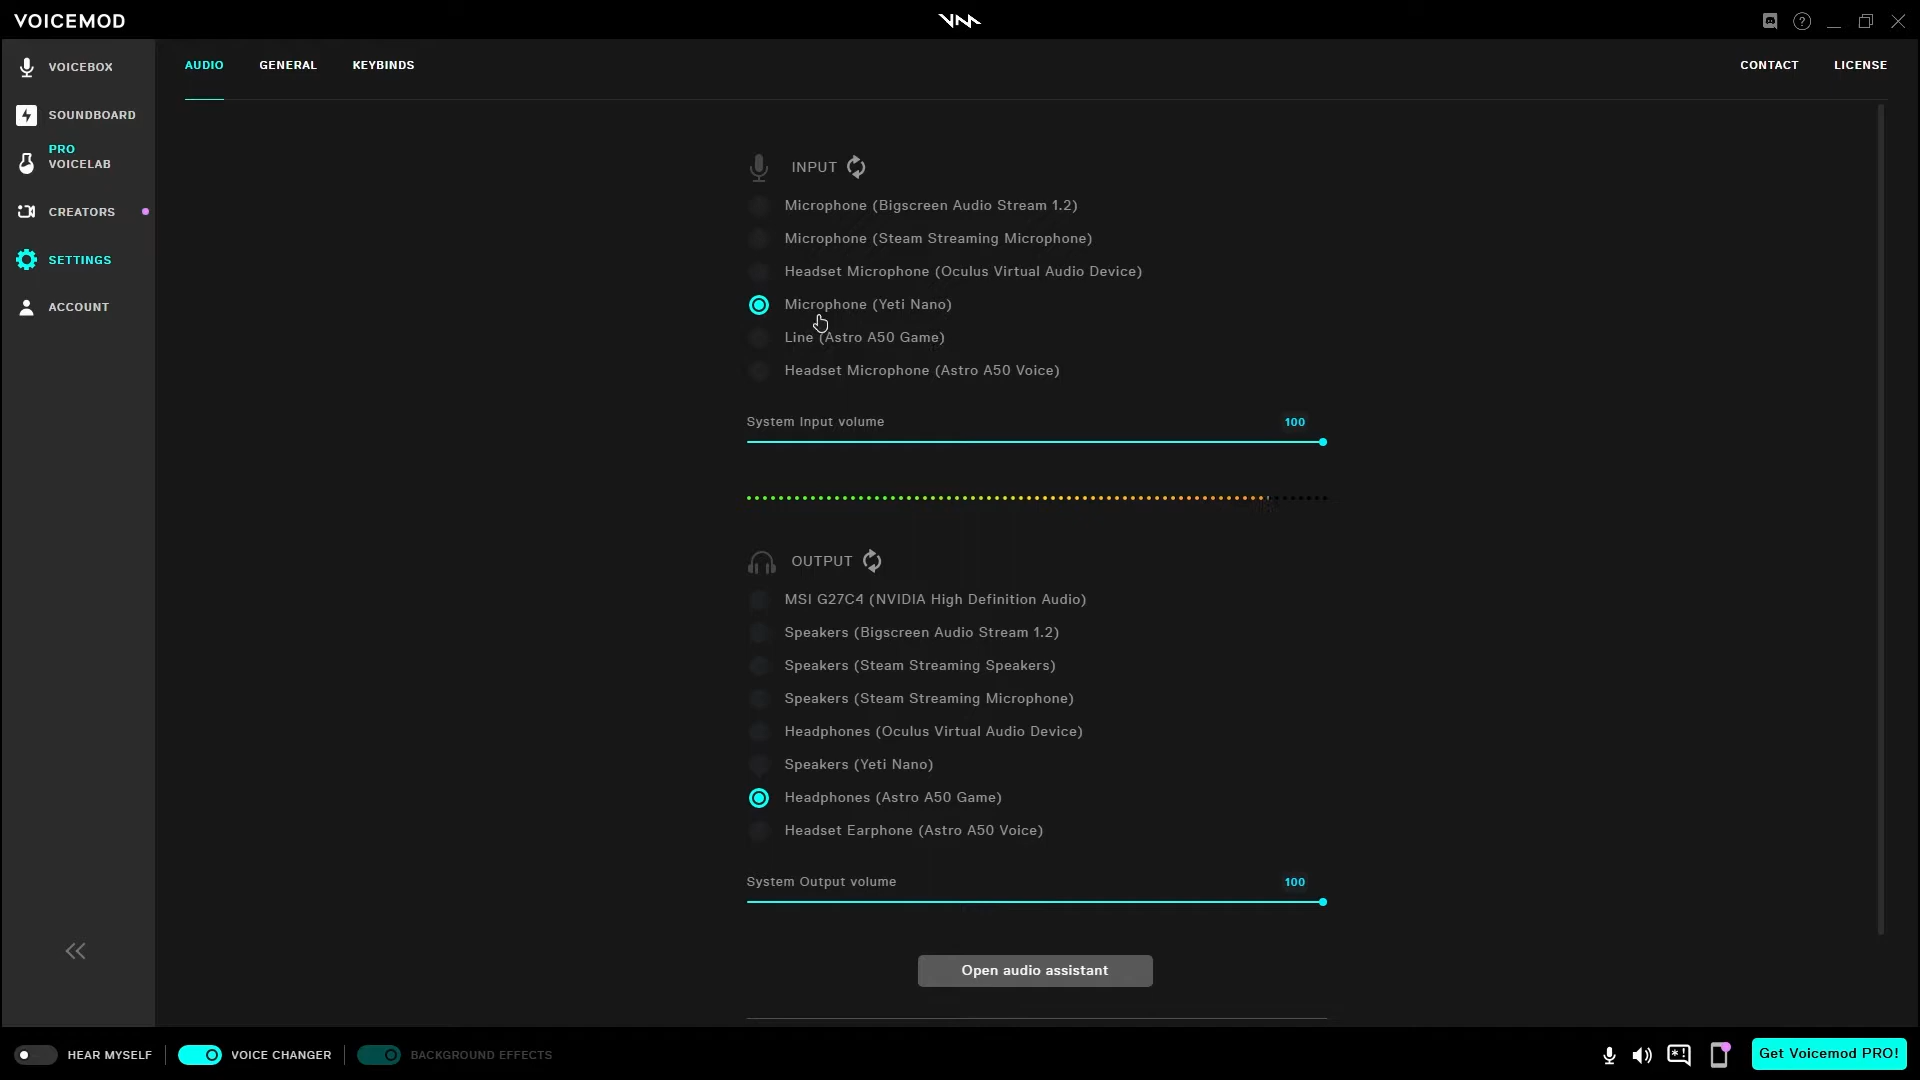 VOICEMOD
VOICEBOX
SOUNDBOARD
PRO
VOICELAB
CREATORS
SETTINGS
ACCOUNT
AUDIO GENERAL KEYBINDS CONTACT LICENSE
INPUT
Microphone (Bigscreen Audio Stream 1.2)
Microphone (Steam Streaming Microphone)
Headset Microphone (Oculus Virtual Audio Device)
Microphone (Yeti Nano)
Line (Astro A50 Game)
Headset Microphone (Astro A50 Voice)
System Input volume 100
OUTPUT
MSI G27C4 (NVIDIA High Definition Audio)
Speakers (Bigscreen Audio Stream 1.2)
Speakers (Steam Streaming Speakers)
Speakers (Steam Streaming Microphone)
Headphones (Oculus Virtual Audio Device)
Speakers (Yeti Nano)
Headphones (Astro A50 Game)
Headset Earphone (Astro A50 Voice)
System Output volume 100
Open audio assistant
HEAR MYSELF VOICE CHANGER BACKGROUND EFFECTS Get Voicemod PRO!